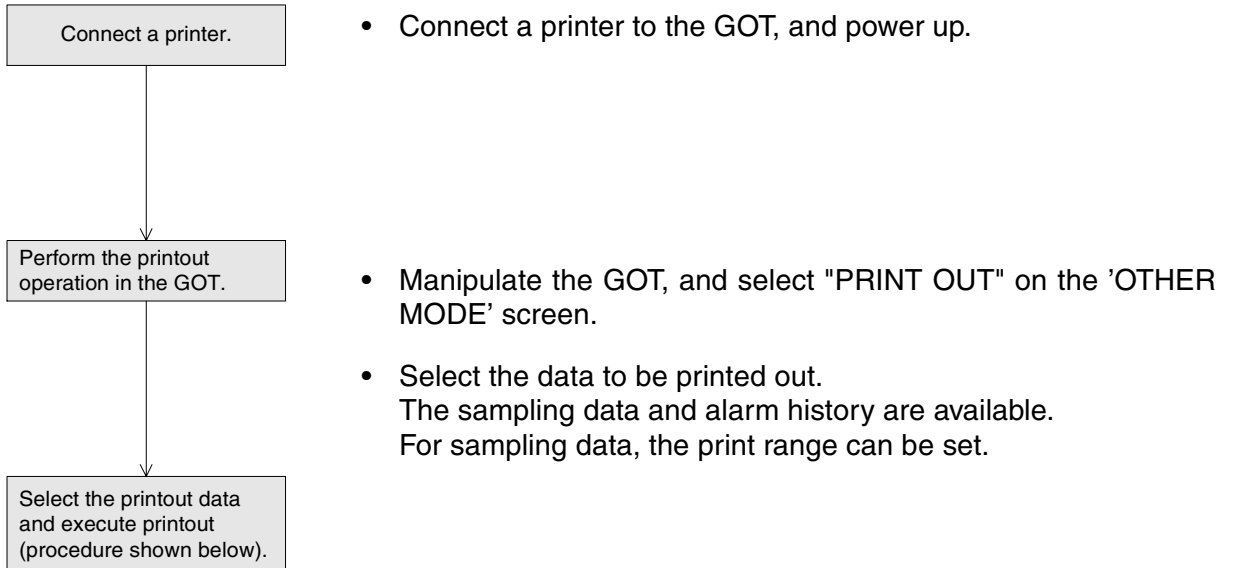 Connect a printer.
• Connect a printer to the GOT, and power up.
Perform the printout
operation in the GOT.
• Manipulate the GOT, and select "PRINT OUT" on the ’OTHER
MODE’ screen.
• Select the data to be printed out.
The sampling data and alarm history are available.
For sampling data, the print range can be set.
Select the printout data
and execute printout
(procedure shown below).